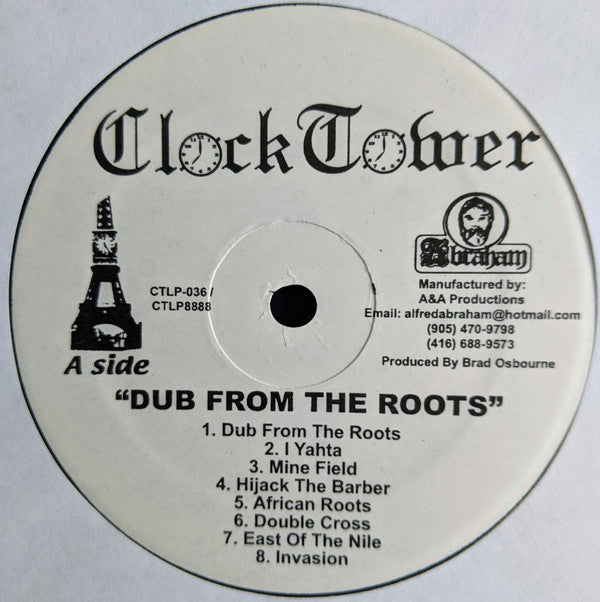 Clock Tower
Abraham
Manufactured by:
A&A Productions
Email: alfredabraham@hotmail.com
(905) 470-9798
(416) 688-9573
Produced By Brad Osbourne
CTLP-036 /
CTLP8888
A side
“DUB FROM THE ROOTS”
1. Dub From The Roots
2. I Yahta
3. Mine Field
4. Hijack The Barber
5. African Roots
6. Double Cross
7. East Of The Nile
8. Invasion